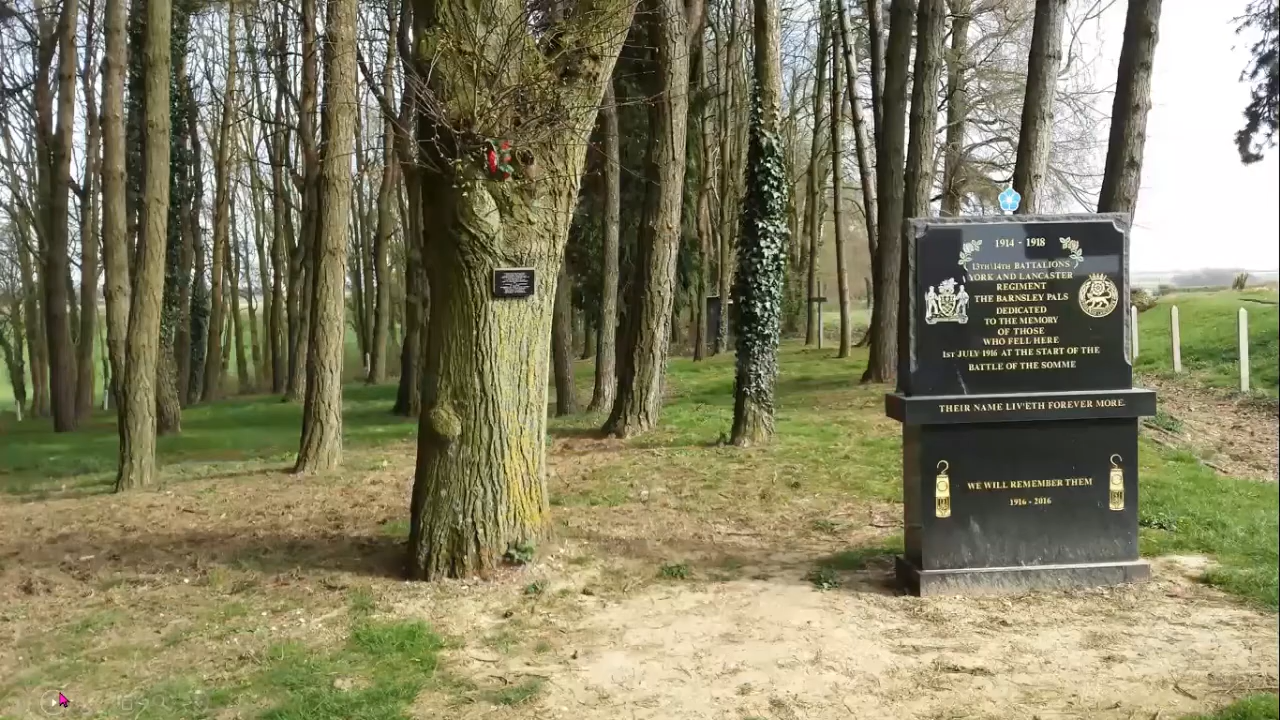 1914 - 1918
13TH\14TH BATTALIONS
YORK AND LANCASTER
REGIMENT
THE BARNSLEY PALS
DEDICATED
TO THE MEMORY
OF THOSE
WHO FELL HERE
1ST JULY 1916 AT THE START OF THE
BATTLE OF THE SOMME
THEIR NAME LIV'ETH FOREVER MORE.
WE WILL REMEMBER THEM
1916 - 2016